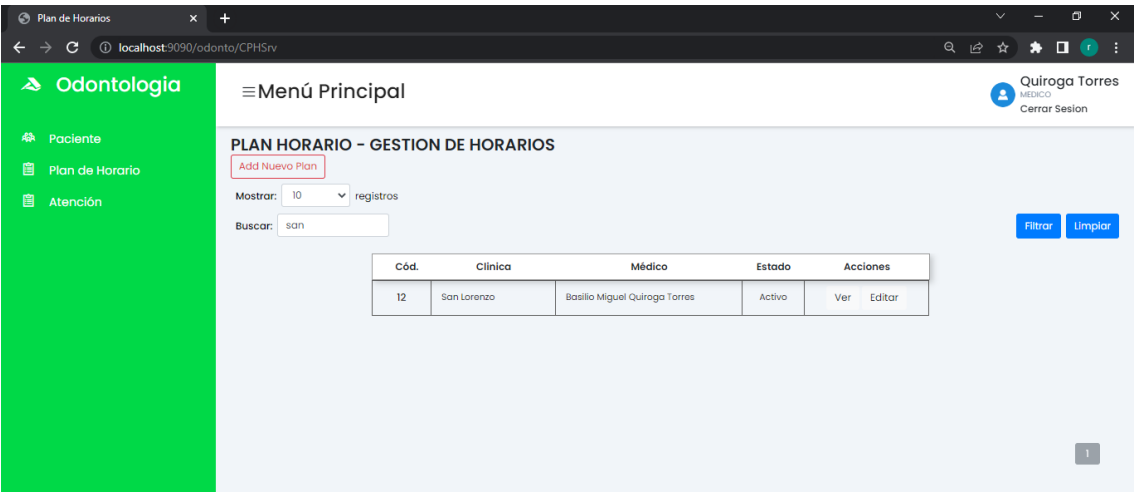 Plan de Horarios
localhost:9090/odonto/CPHSrv
r
Odontologia
Menú Principal
Quiroga Torres
MEDICO
Cerrar Sesion
Paciente
Plan de Horario
Atención
PLAN HORARIO - GESTION DE HORARIOS
Add Nuevo Plan
Mostrar: 10 registros
Buscar: san
Filtrar Limpiar
Cód. Clinica Médico Estado Acciones
12 San Lorenzo Basilio Miguel Quiroga Torres Activo Ver Editar
1